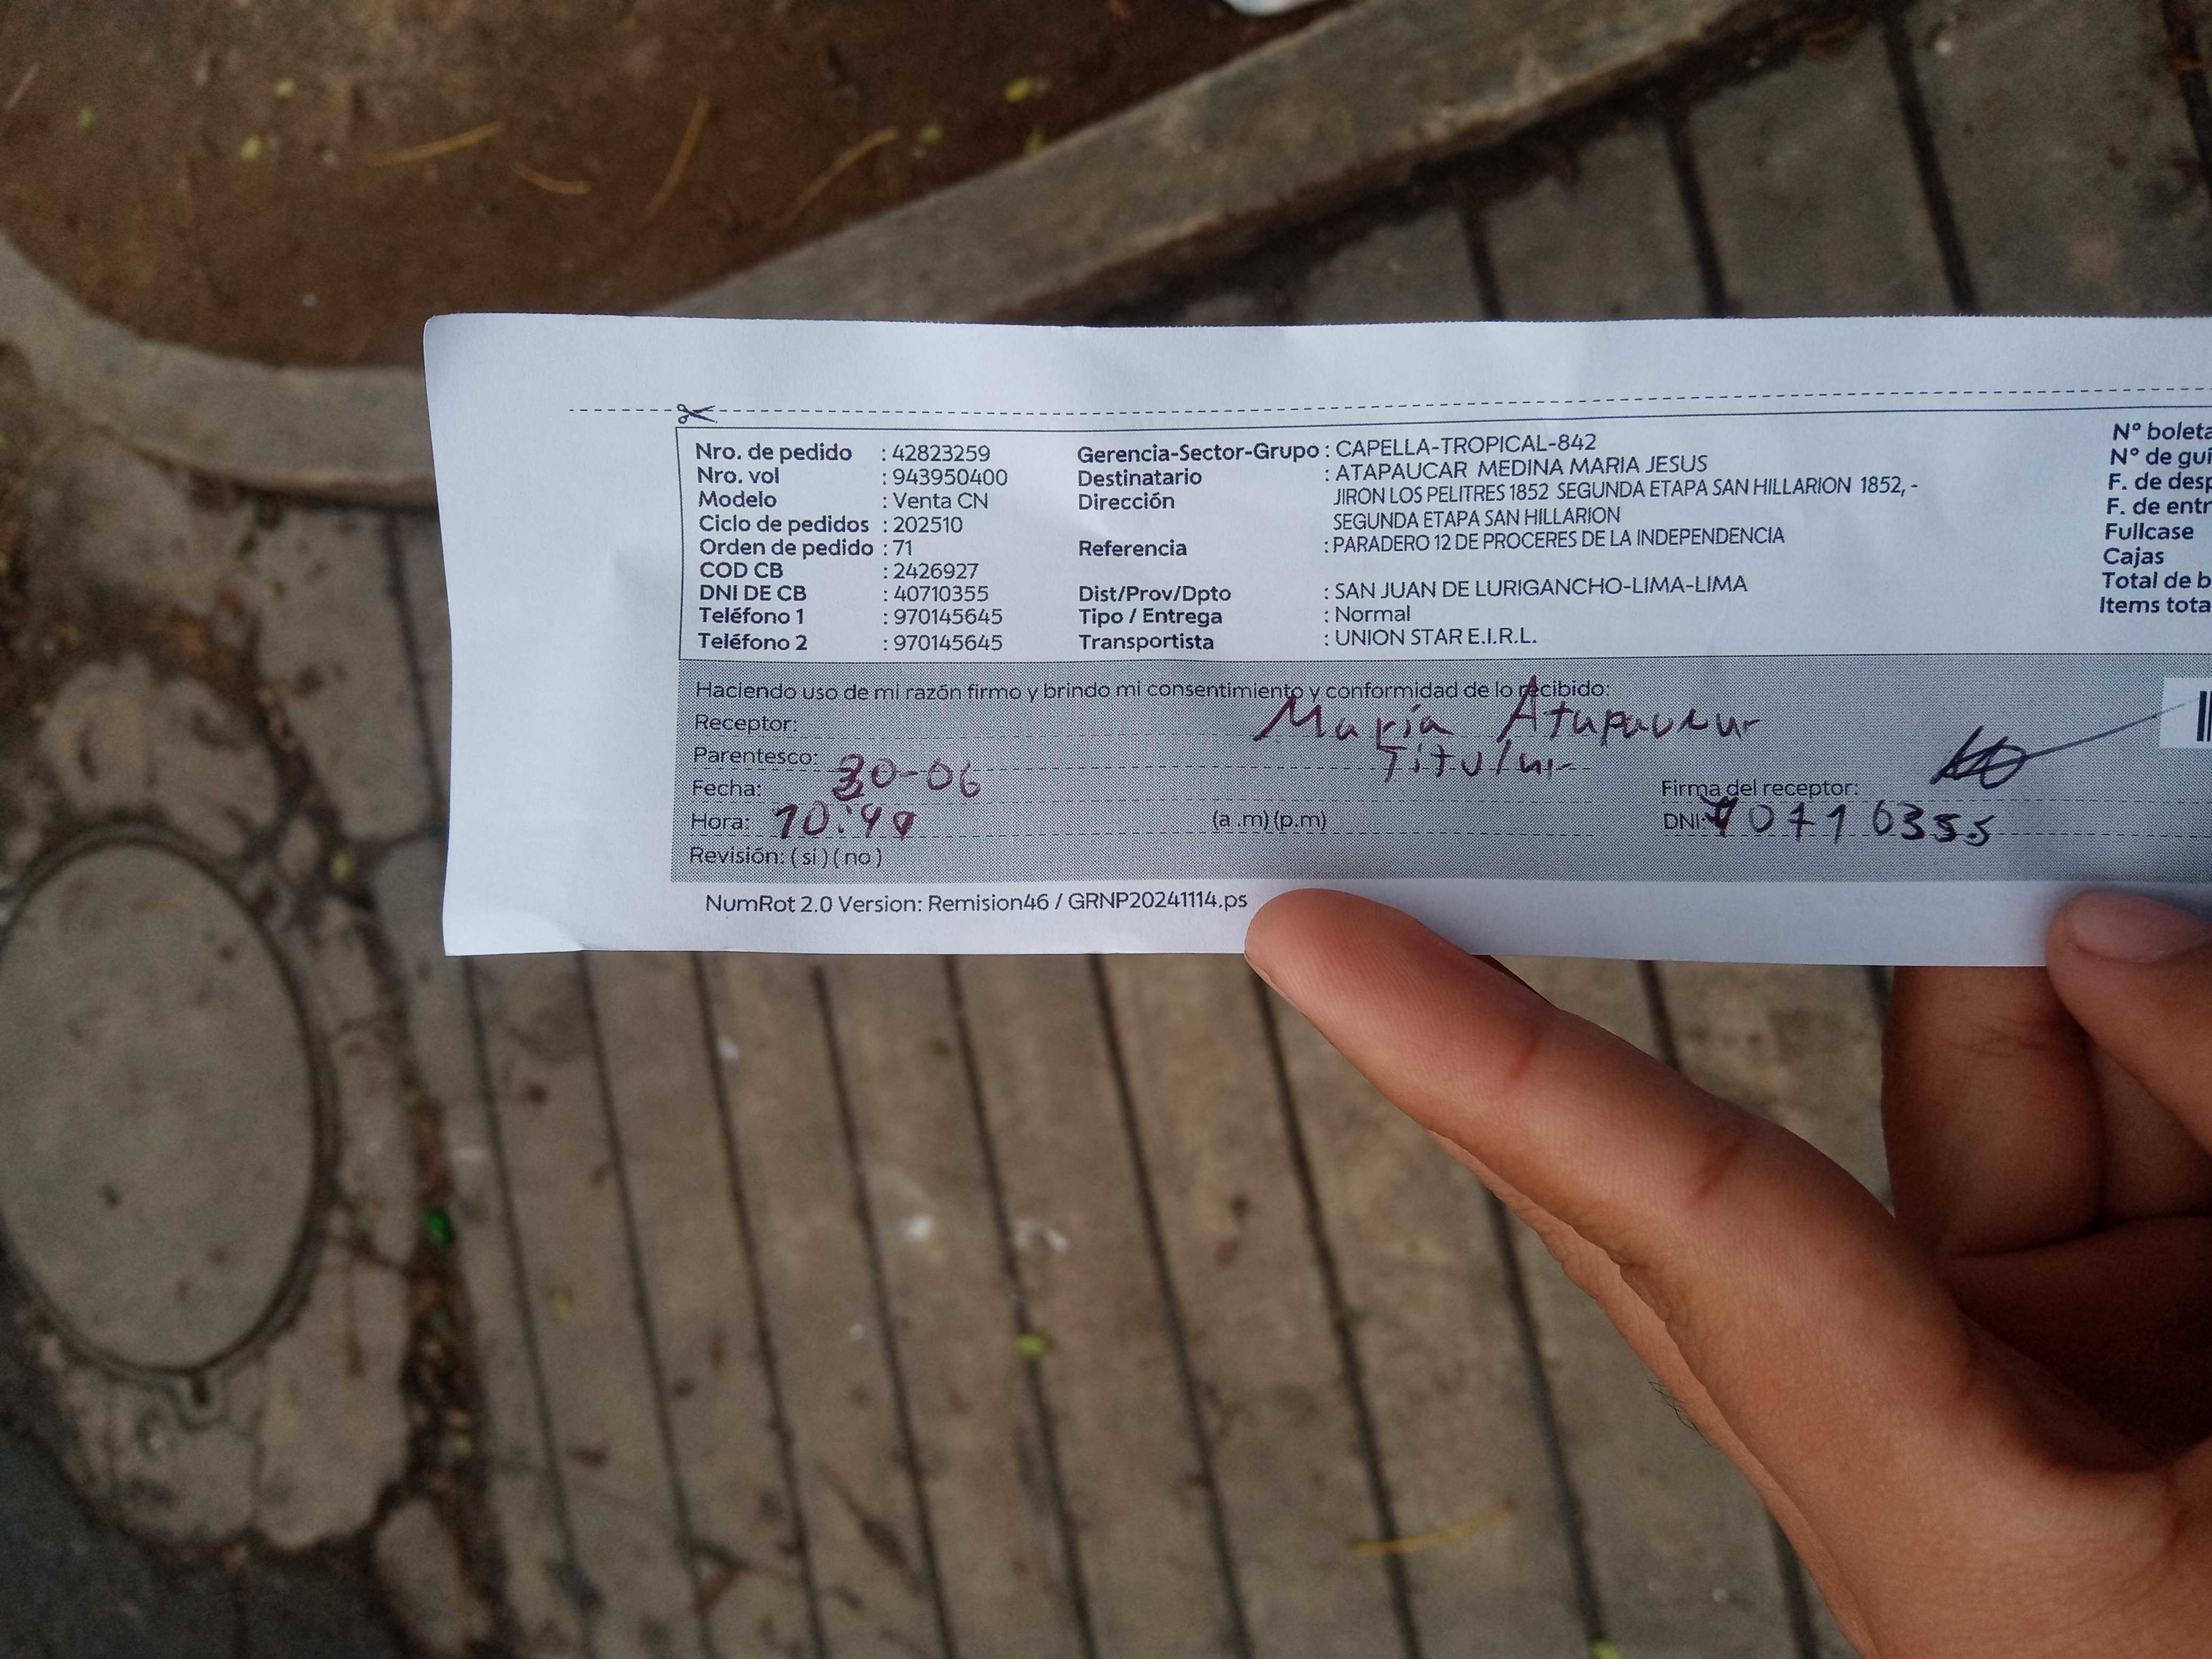 Nro. de pedido : 42823259 Gerencia-Sector-Grupo : CAPELLA-TROPICAL-842 N° boleta
Nro. vol : 943950400 Destinatario : ATAPAUCAR MEDINA MARIA JESUS N° de gui
Modelo : Venta CN Dirección JIRON LOS PELITRES 1852 SEGUNDA ETAPA SAN HILLARION 1852, - F. de desp
Ciclo de pedidos : 202510 SEGUNDA ETAPA SAN HILLARION F. de entr
Orden de pedido : 71 Referencia : PARADERO 12 DE PROCERES DE LA INDEPENDENCIA Fullcase
COD CB : 2426927 Cajas
DNI DE CB : 40710355 Dist/Prov/Dpto : SAN JUAN DE LURIGANCHO-LIMA-LIMA Total de b
Teléfono 1 : 970145645 Tipo / Entrega : Normal Items tota
Teléfono 2 : 970145645 Transportista : UNION STAR E.I.R.L.
Haciendo uso de mi razón firmo y brindo mi consentimiento y conformidad de lo recibido:
Receptor: Maria Atapaucar
Parentesco: Titular
Fecha: 30-06 Firma del receptor:
Hora: 10:40 (a .m) (p.m) DNI: 40710355
Revisión: ( si ) ( no )
NumRot 2.0 Version: Remision46 / GRNP20241114.ps